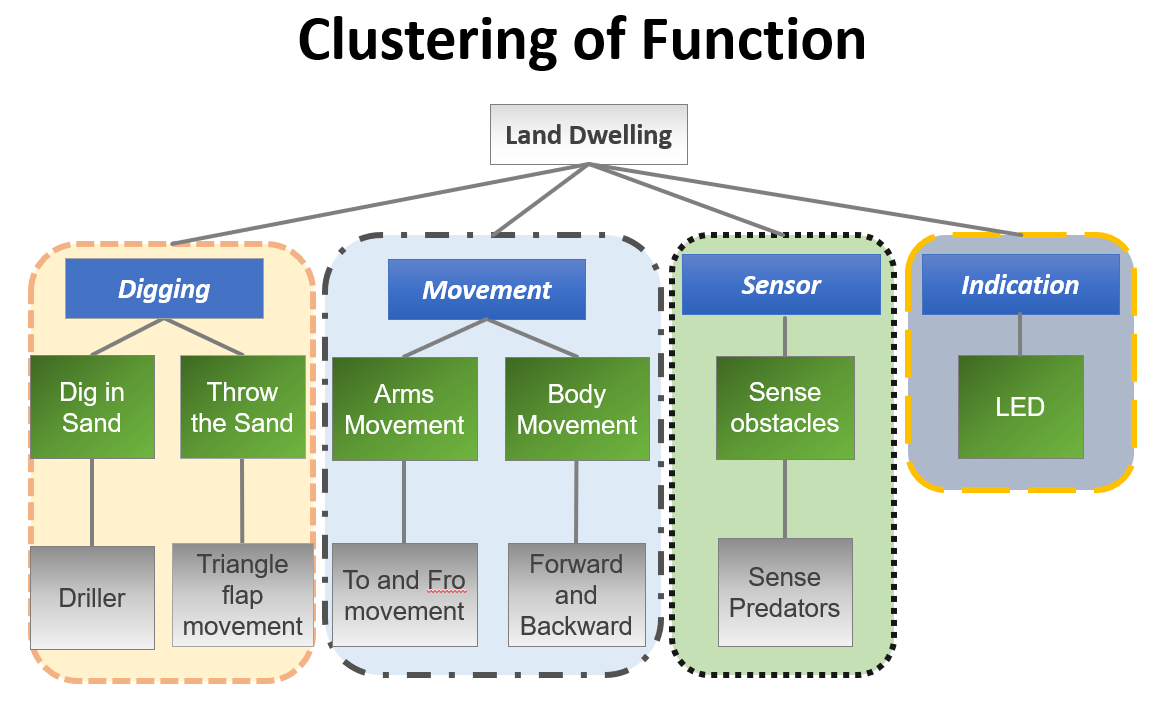 Clustering of Function
Land Dwelling
Digging
Movement
Sensor
Indication
Dig in
Sand
Throw
the Sand
Arms
Movement
Body
Movement
Sense
obstacles
LED
Driller
Triangle
flap
movement
To and Fro
movement
Forward
and
Backward
Sense
Predators